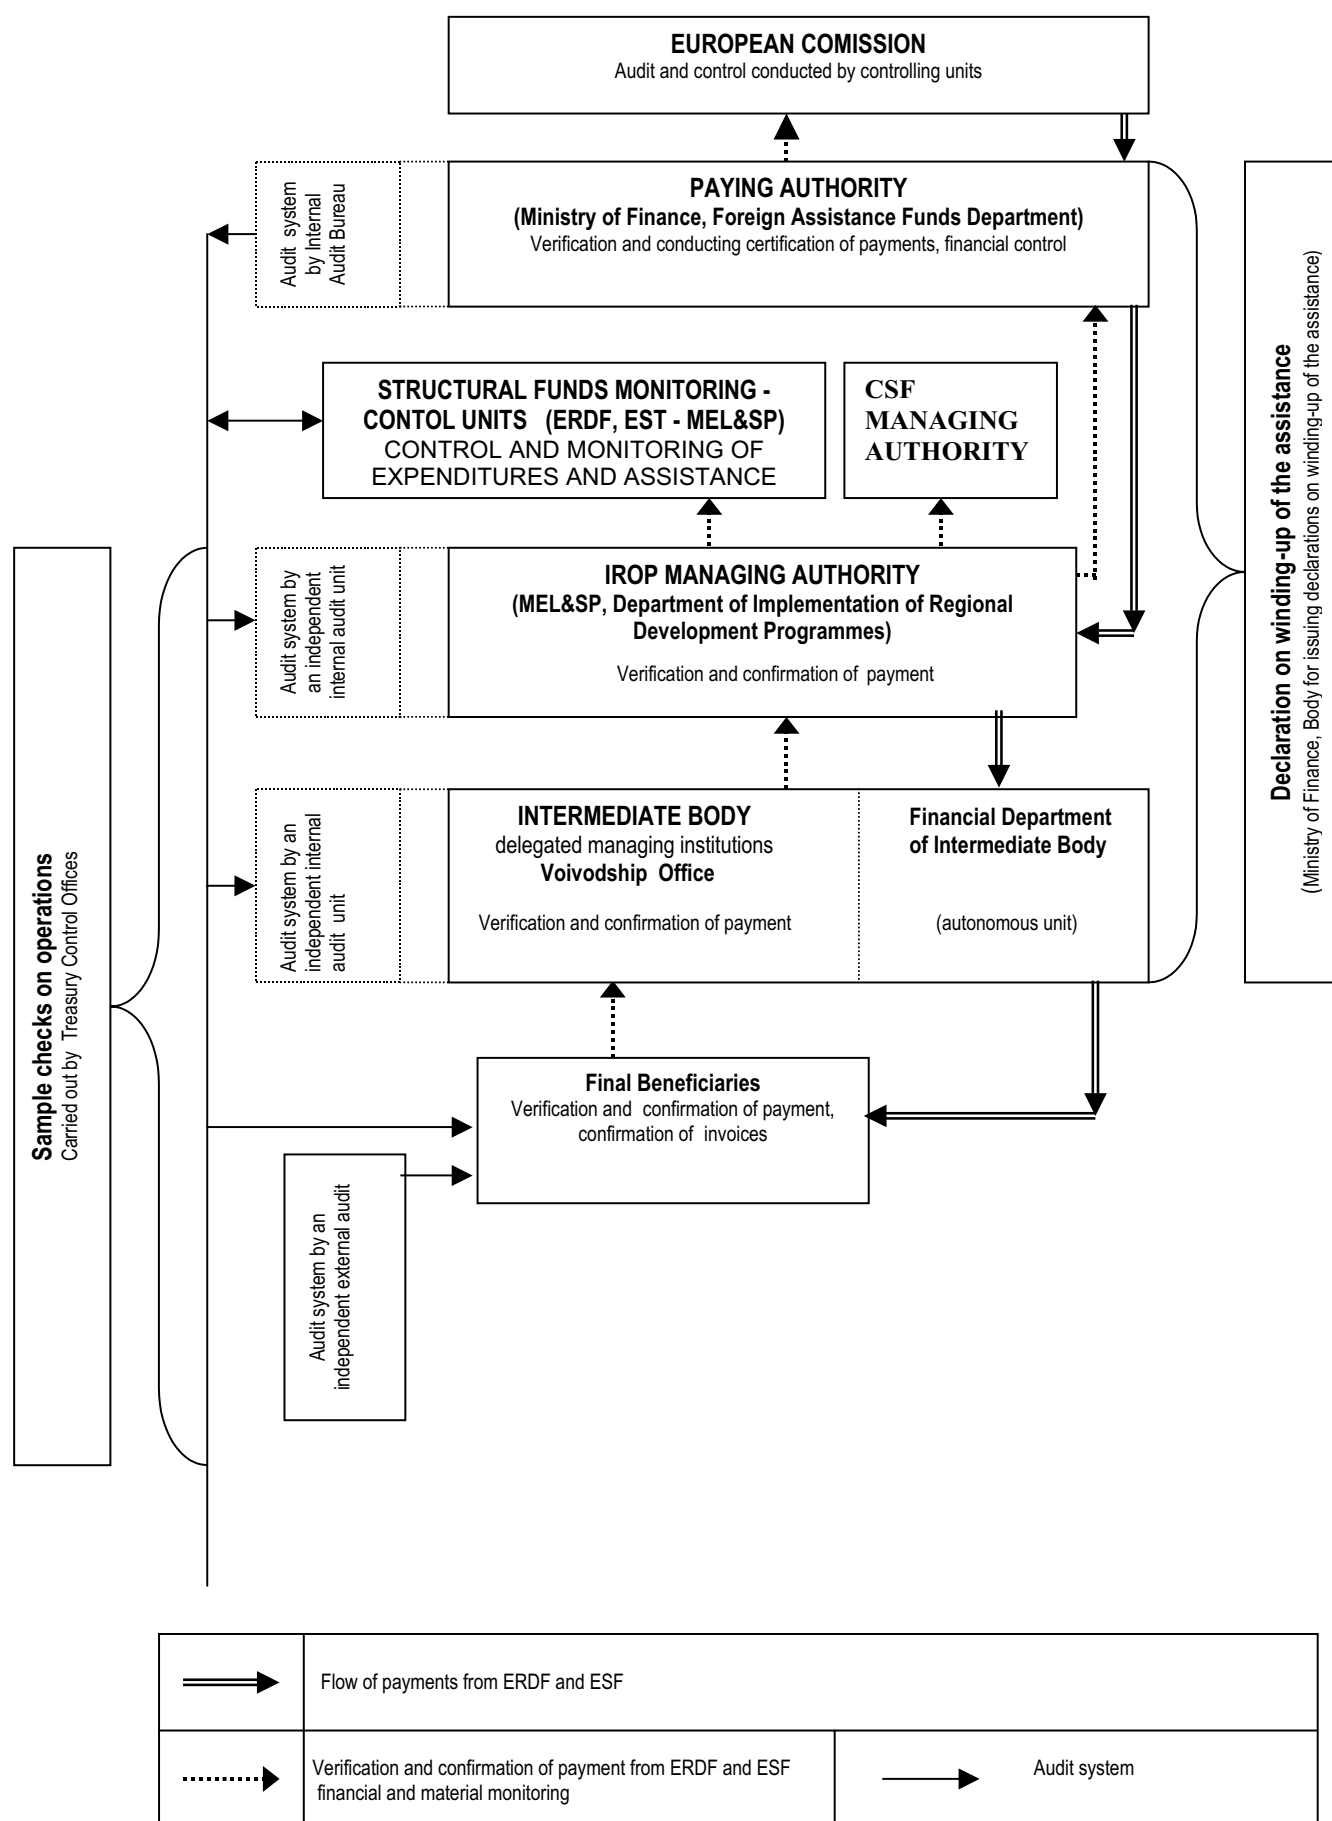 EUROPEAN COMISSION
Audit and control conducted by controlling units
Audit system
by Internal
Audit Bureau
PAYING AUTHORITY
(Ministry of Finance, Foreign Assistance Funds Department)
Verification and conducting certification of payments, financial control
STRUCTURAL FUNDS MONITORING -
CONTOL UNITS (ERDF, EST - MEL&SP)
CONTROL AND MONITORING OF
EXPENDITURES AND ASSISTANCE
CSF
MANAGING
AUTHORITY
Declaration on winding-up of the assistance
(Ministry of Finance, Body for issuing declarations on winding-up of the assistance)
Audit system by
an independent
internal audit unit
IROP MANAGING AUTHORITY
(MEL&SP, Department of Implementation of Regional
Development Programmes)
Verification and confirmation of payment
Sample checks on operations
Carried out by Treasury Control Offices
Audit system by an
independent internal
audit unit
INTERMEDIATE BODY
delegated managing institutions
Voivodship Office
Verification and confirmation of payment
Financial Department
of Intermediate Body
(autonomous unit)
Final Beneficiaries
Verification and confirmation of payment,
confirmation of invoices
Audit system by an
independent external audit
Flow of payments from ERDF and ESF
Verification and confirmation of payment from ERDF and ESF
financial and material monitoring
Audit system